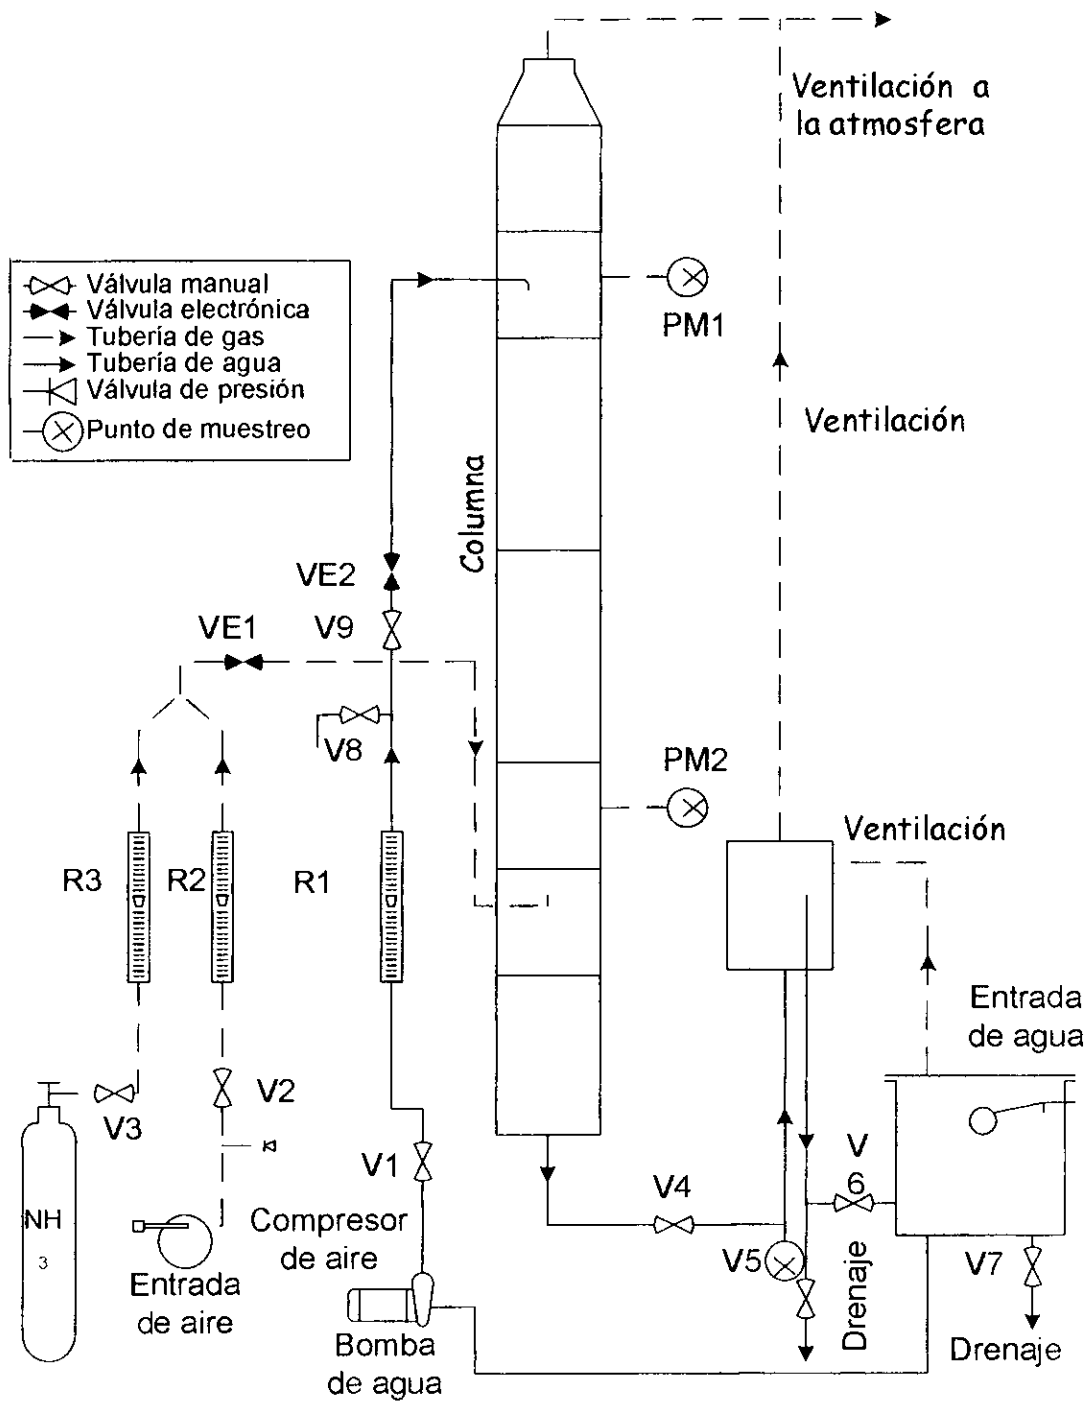 Ventilación a
la atmosfera
Válvula manual
Válvula electrónica
Tubería de gas
Tubería de agua
Válvula de presión
Punto de muestreo
PM1
Ventilación
Columna
VE2
VE1
V9
V8
PM2
Ventilación
R3
R2
R1
Entrada
de agua
V3
V2
V1
V
6
V4
NH
3
Compresor
de aire
V5
V7
Entrada
de aire
Drenaje
Drenaje
Bomba
de agua